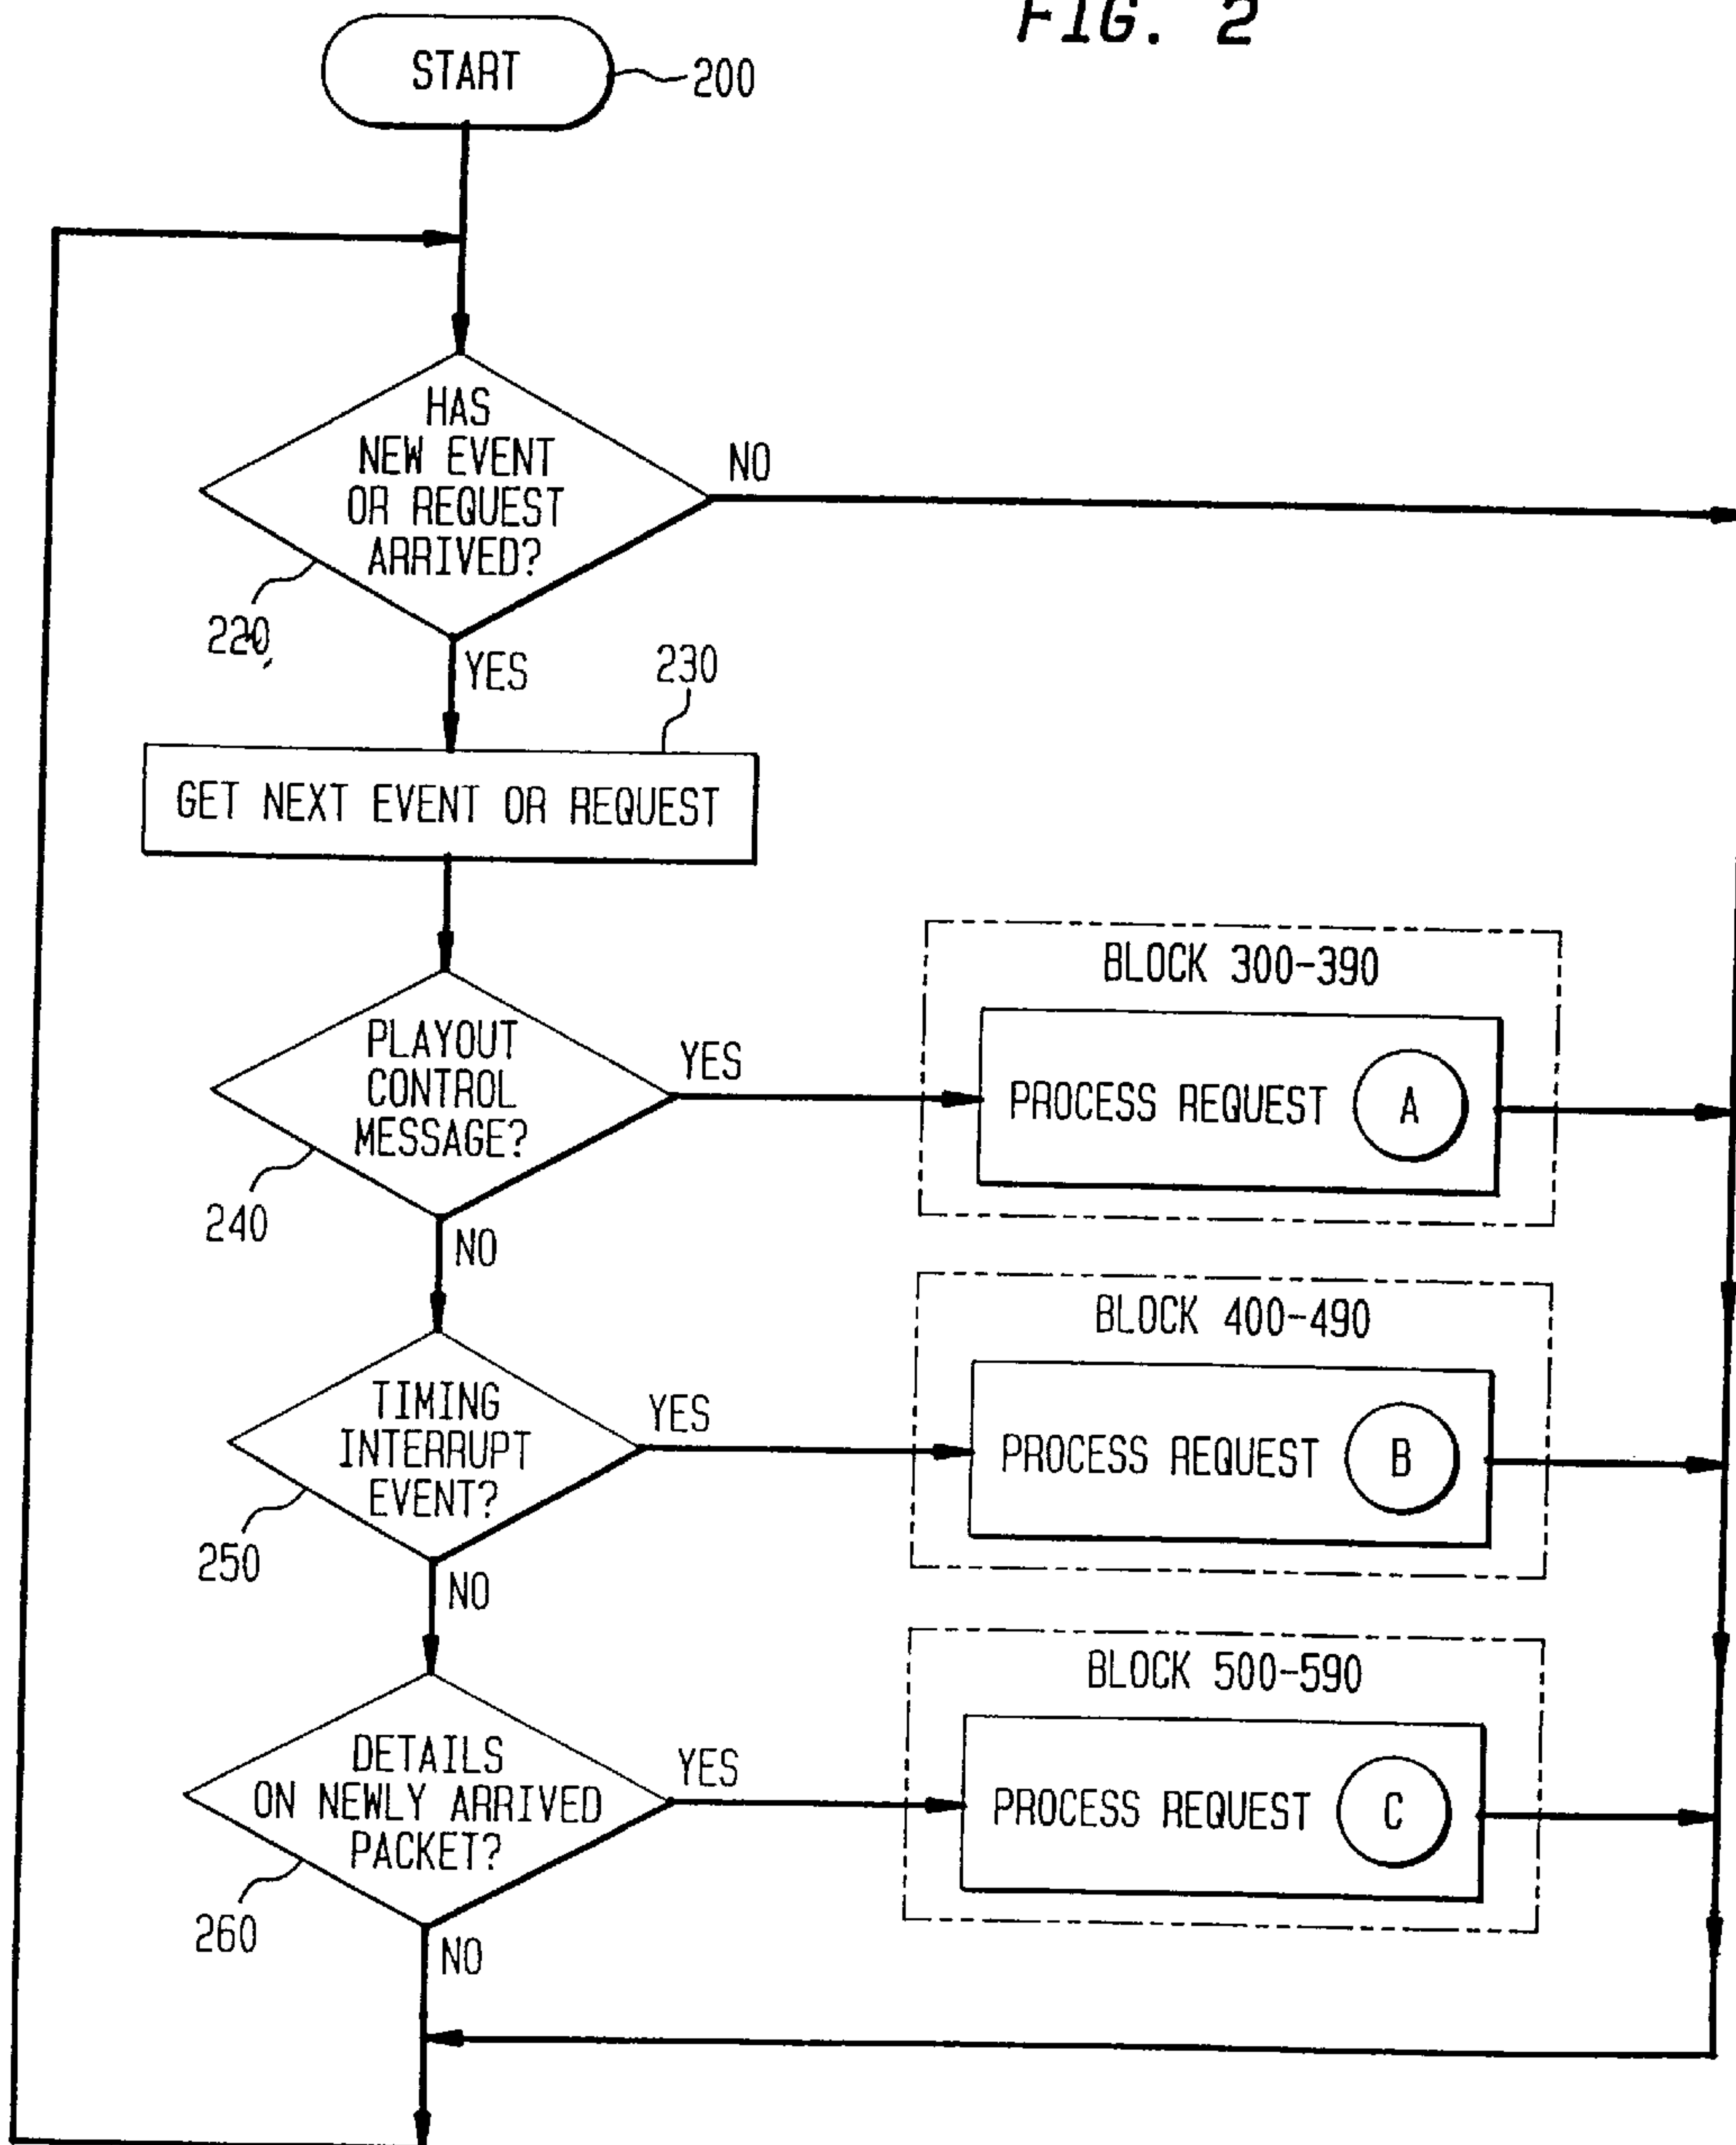 FIG. 2
START
200
HAS
NEW EVENT
OR REQUEST
ARRIVED?
NO
220
YES
230
GET NEXT EVENT OR REQUEST
BLOCK 300-390
PLAYOUT
CONTROL
MESSAGE?
YES
PROCESS REQUEST A
240
NO
BLOCK 400-490
TIMING
INTERRUPT
EVENT?
YES
PROCESS REQUEST B
250
NO
BLOCK 500-590
DETAILS
ON NEWLY ARRIVED
PACKET?
YES
PROCESS REQUEST C
260
NO